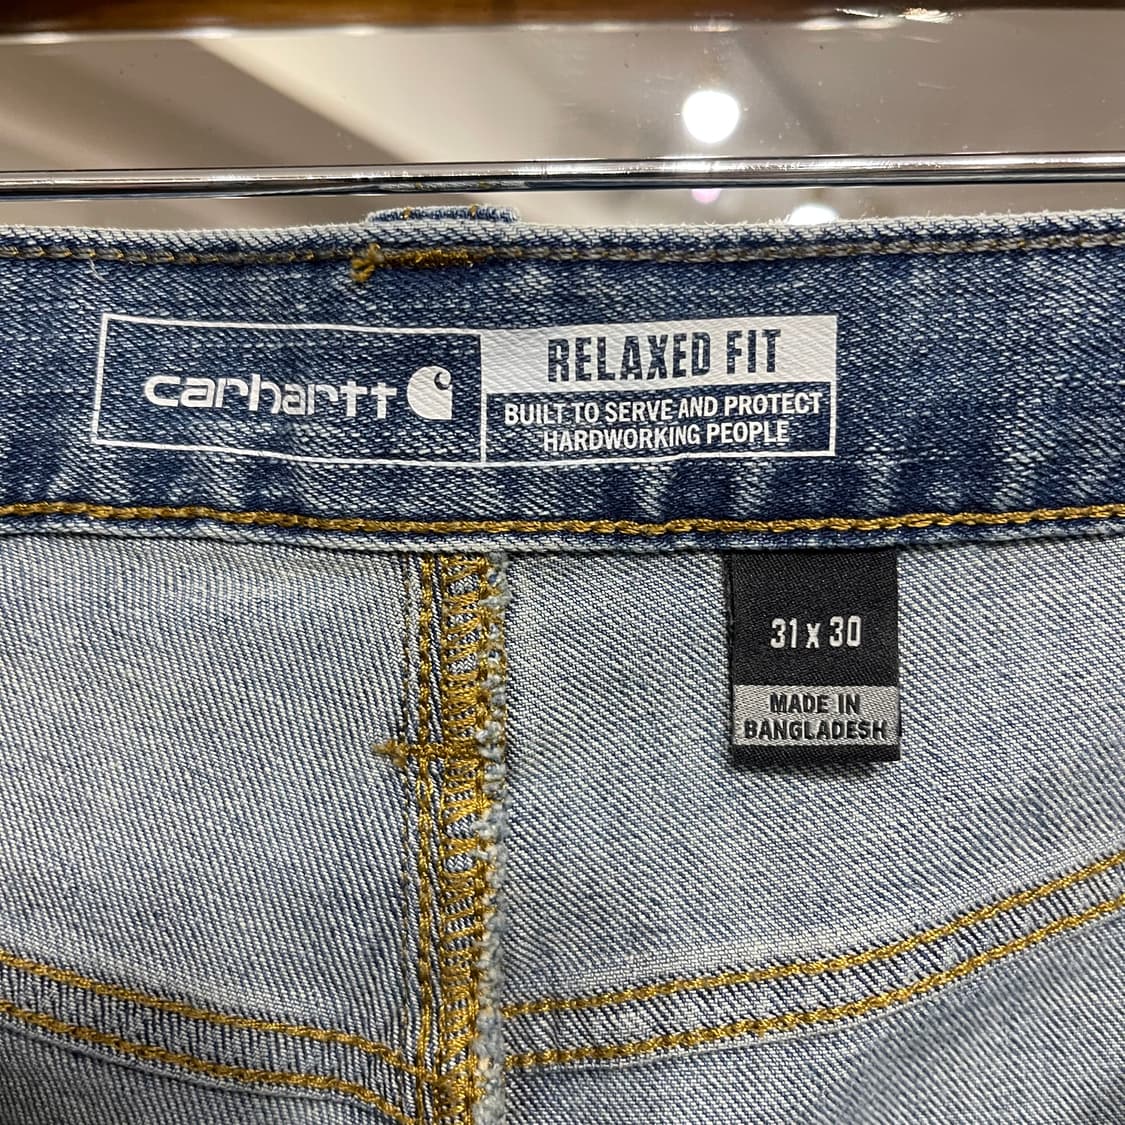 carhartt
RELAXED FIT
BUILT TO SERVE AND PROTECT
HARDWORKING PEOPLE
31 x 30
MADE IN
BANGLADESH